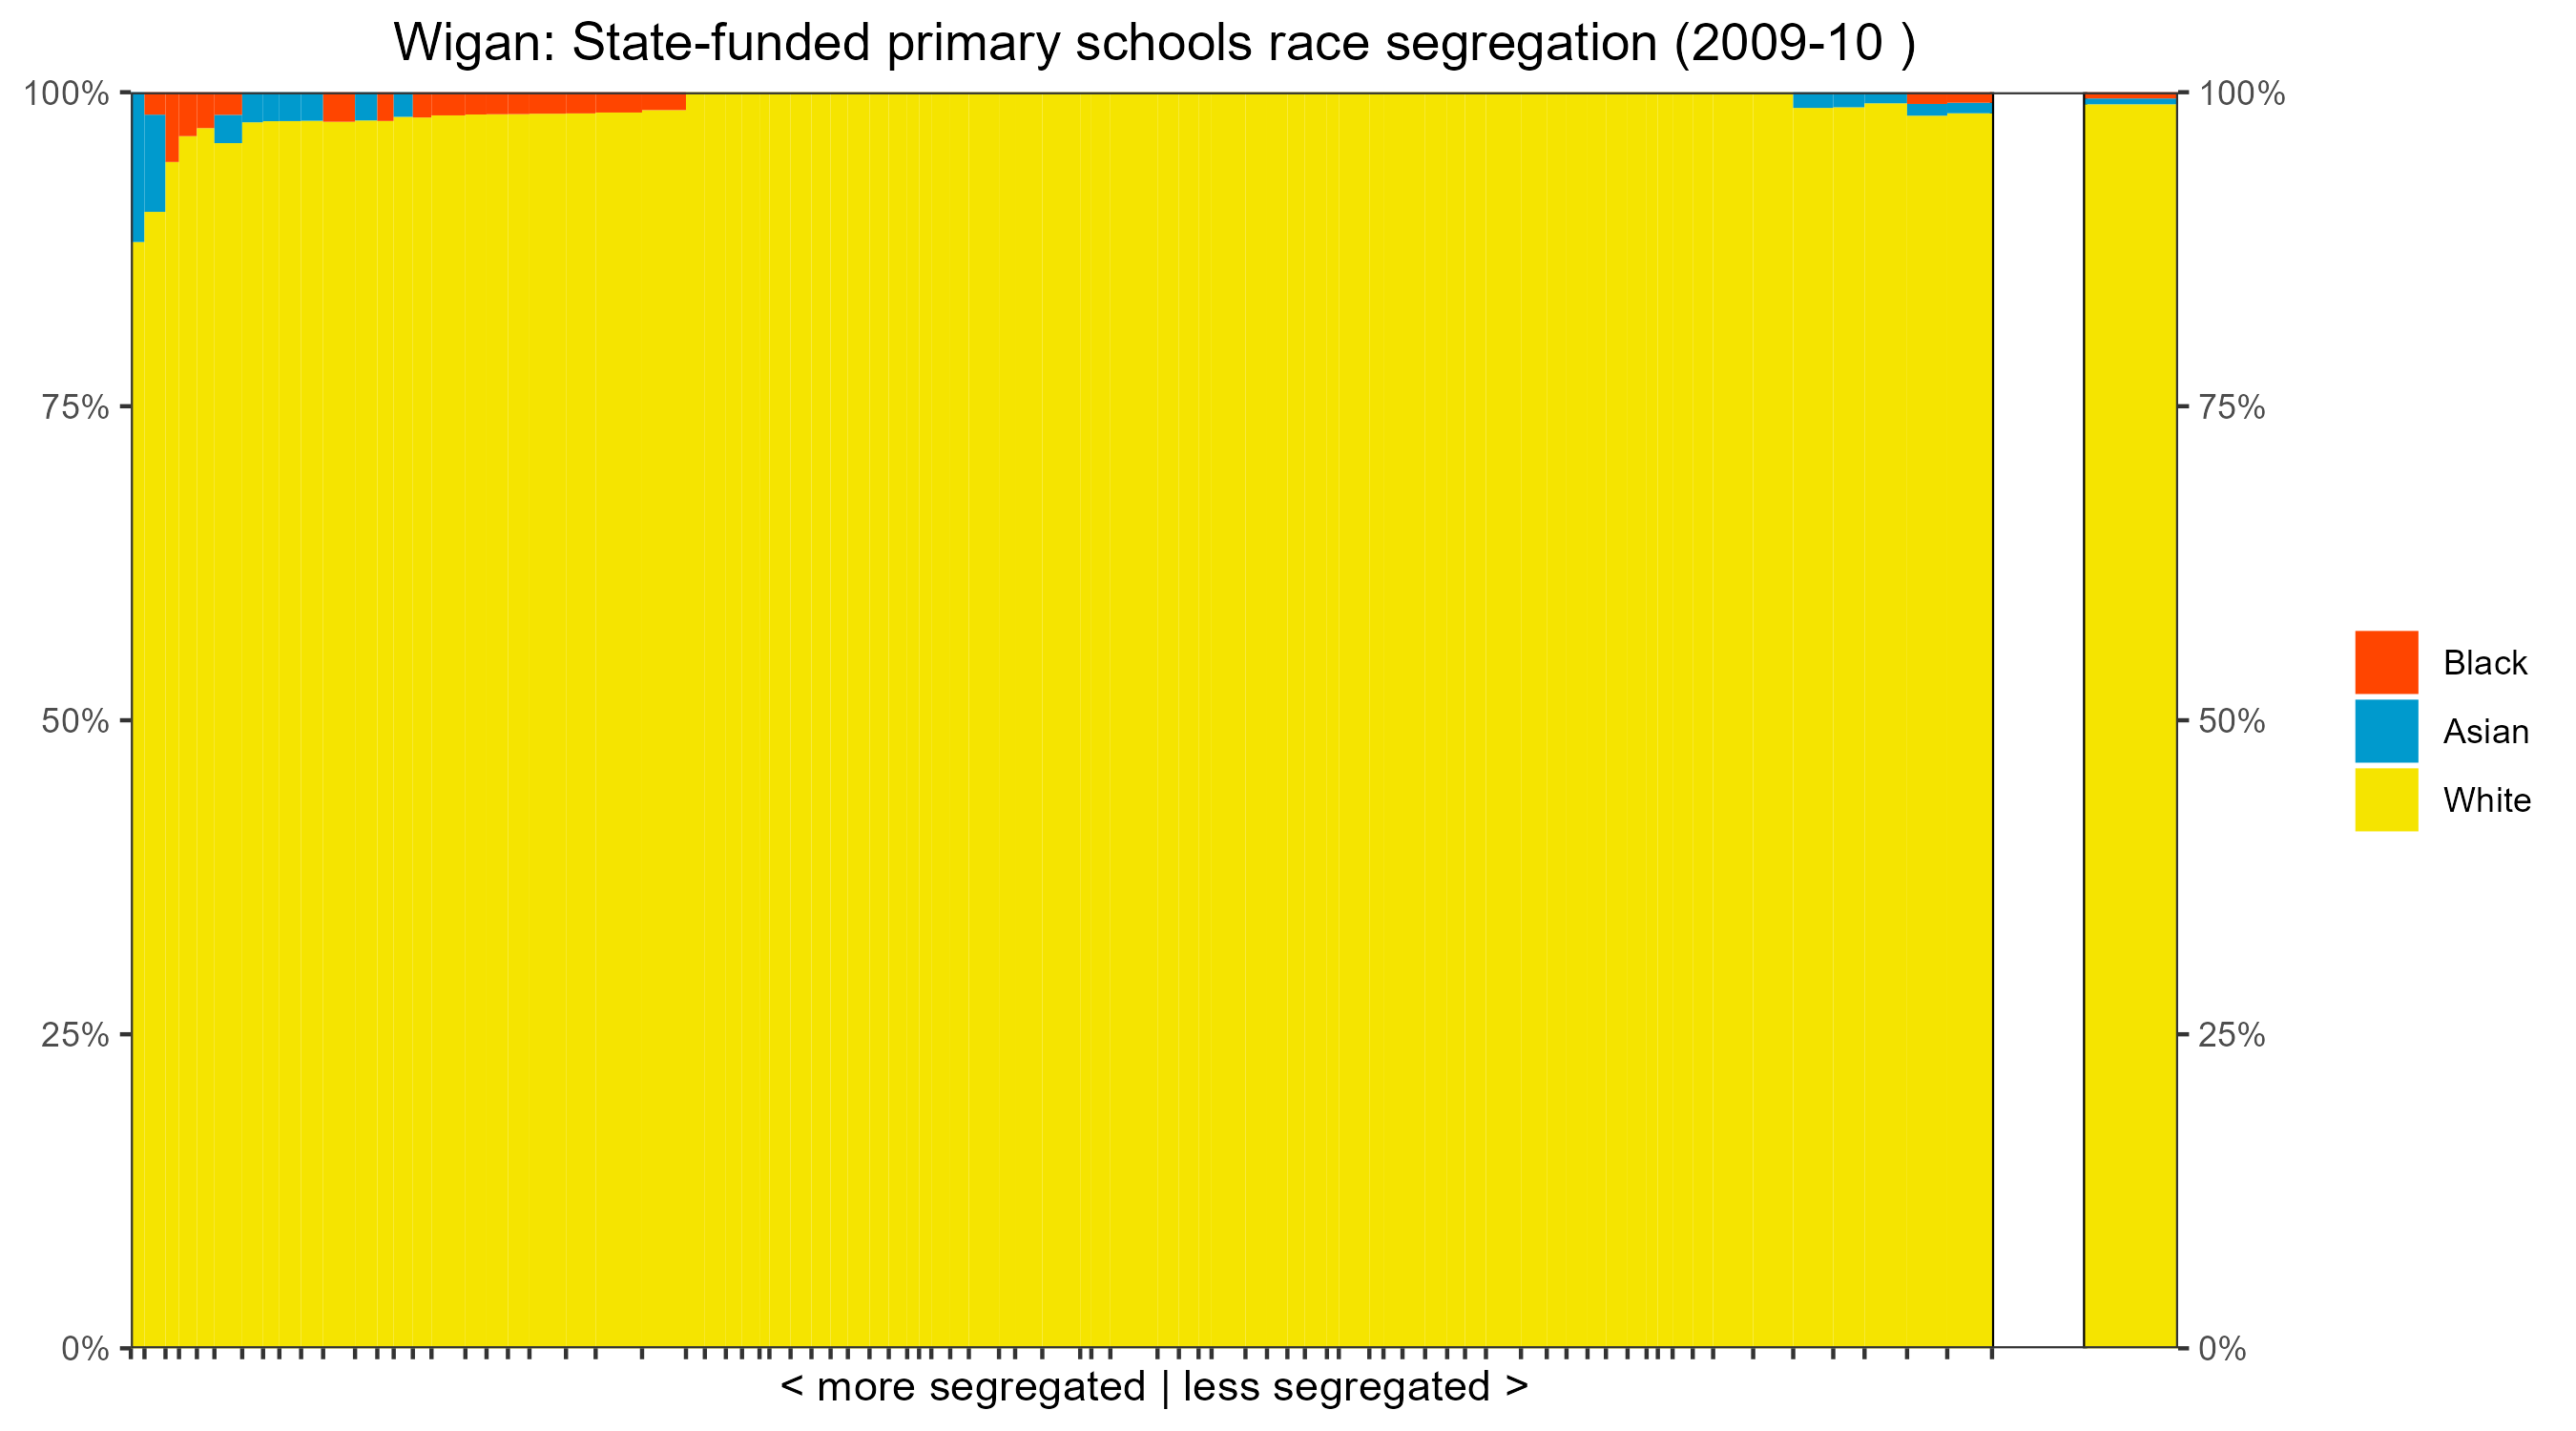 Wigan: State-funded primary schools race segregation (2009-10 )
100%
75%
50%
25%
0%
100%
75%
50%
25%
0%
Black
Asian
White
< more segregated | less segregated >